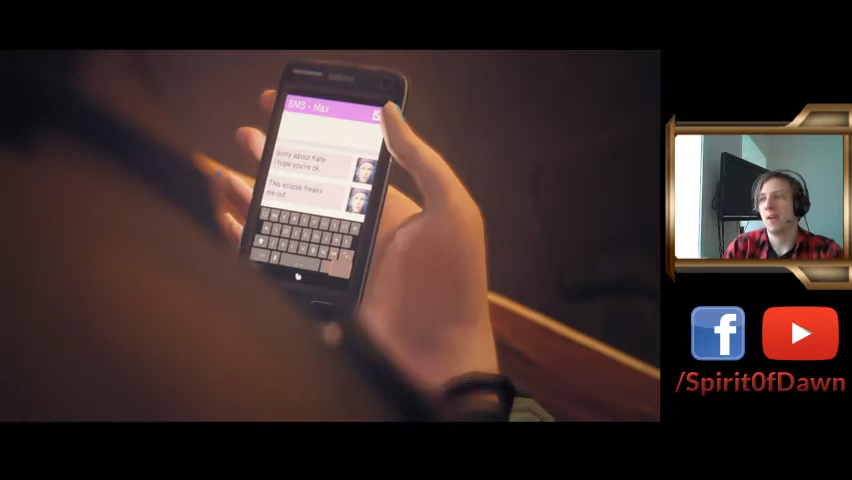 SMS - Max
Sorry about Kate
hope you're ok.
This eclipse freaks
me out...
/Spirit0fDawn